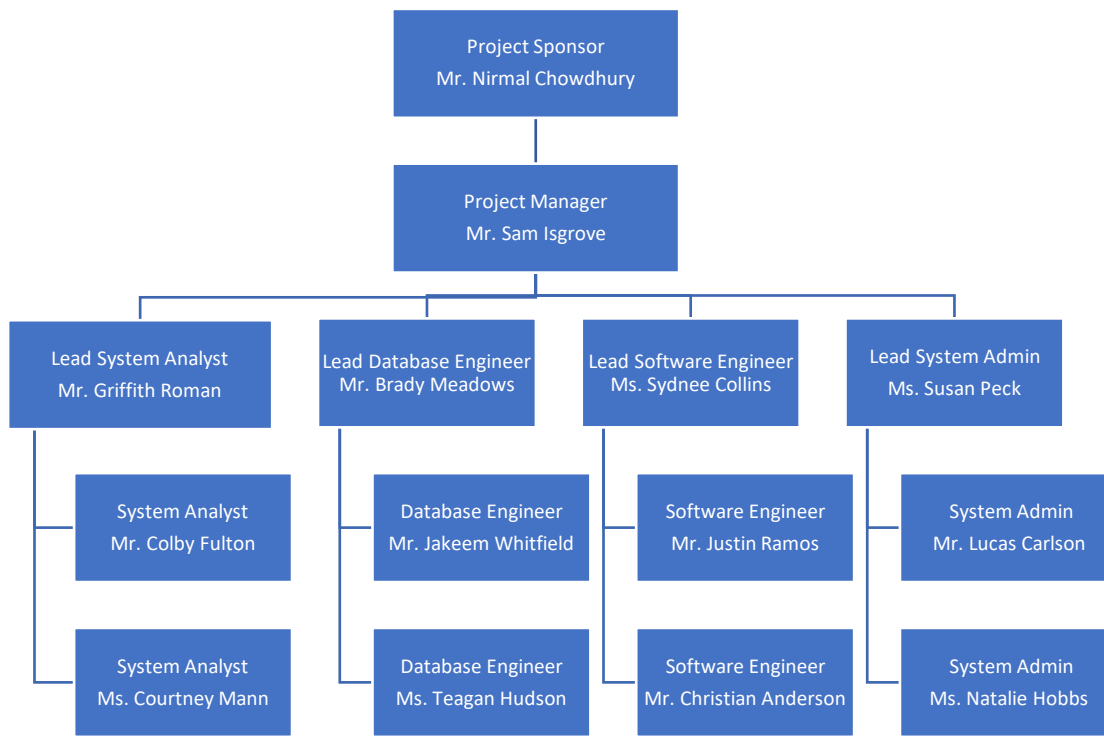 Project Sponsor
Mr. Nirmal Chowdhury
Project Manager
Mr. Sam Isgrove
Lead System Analyst
Mr. Griffith Roman
Lead Database Engineer
Mr. Brady Meadows
Lead Software Engineer
Ms. Sydnee Collins
Lead System Admin
Ms. Susan Peck
System Analyst
Mr. Colby Fulton
Database Engineer
Mr. Jakeem Whitfield
Software Engineer
Mr. Justin Ramos
System Admin
Mr. Lucas Carlson
System Analyst
Ms. Courtney Mann
Database Engineer
Ms. Teagan Hudson
Software Engineer
Mr. Christian Anderson
System Admin
Ms. Natalie Hobbs